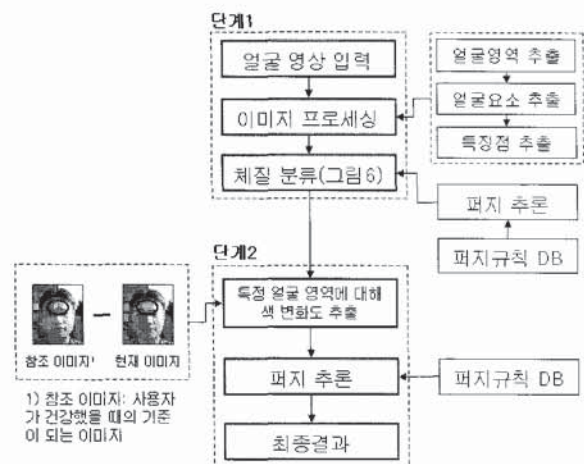 단계1
얼굴 영상 입력
이미지 프로세싱
체질 분류(그림6)
얼굴영역 추출
얼굴요소 추출
특징점 추출
퍼지 추론
퍼지규칙 DB
단계2
특정 얼굴 영역에 대해
색 변화도 추출
퍼지 추론
최종결과
퍼지규칙 DB
참조 이미지¹ 현재 이미지
1) 참조 이미지: 사용자
가 건강했을 때의 기준
이 되는 이미지